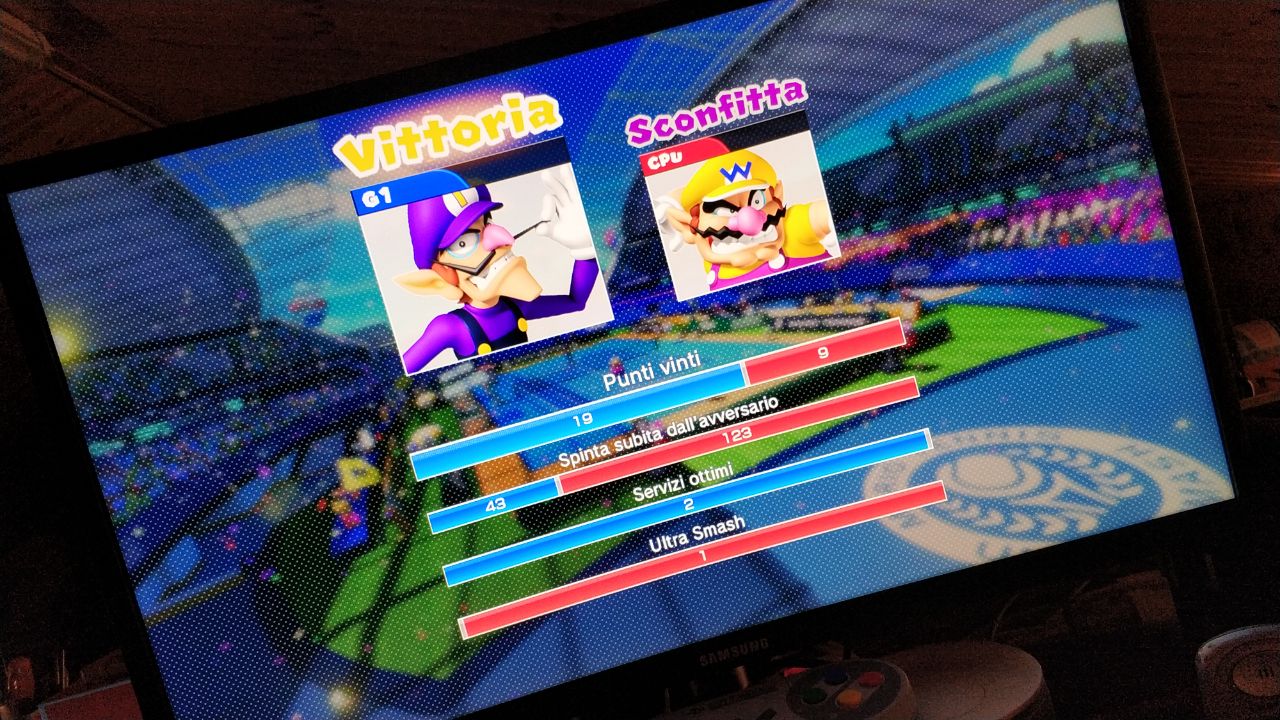 Vittoria
Sconfitta
G1
CPU
Punti vinti
19
9
Spinta subita dall'avversario
43
123
Servizi ottimi
2
Ultra Smash
1
SAMSUNG